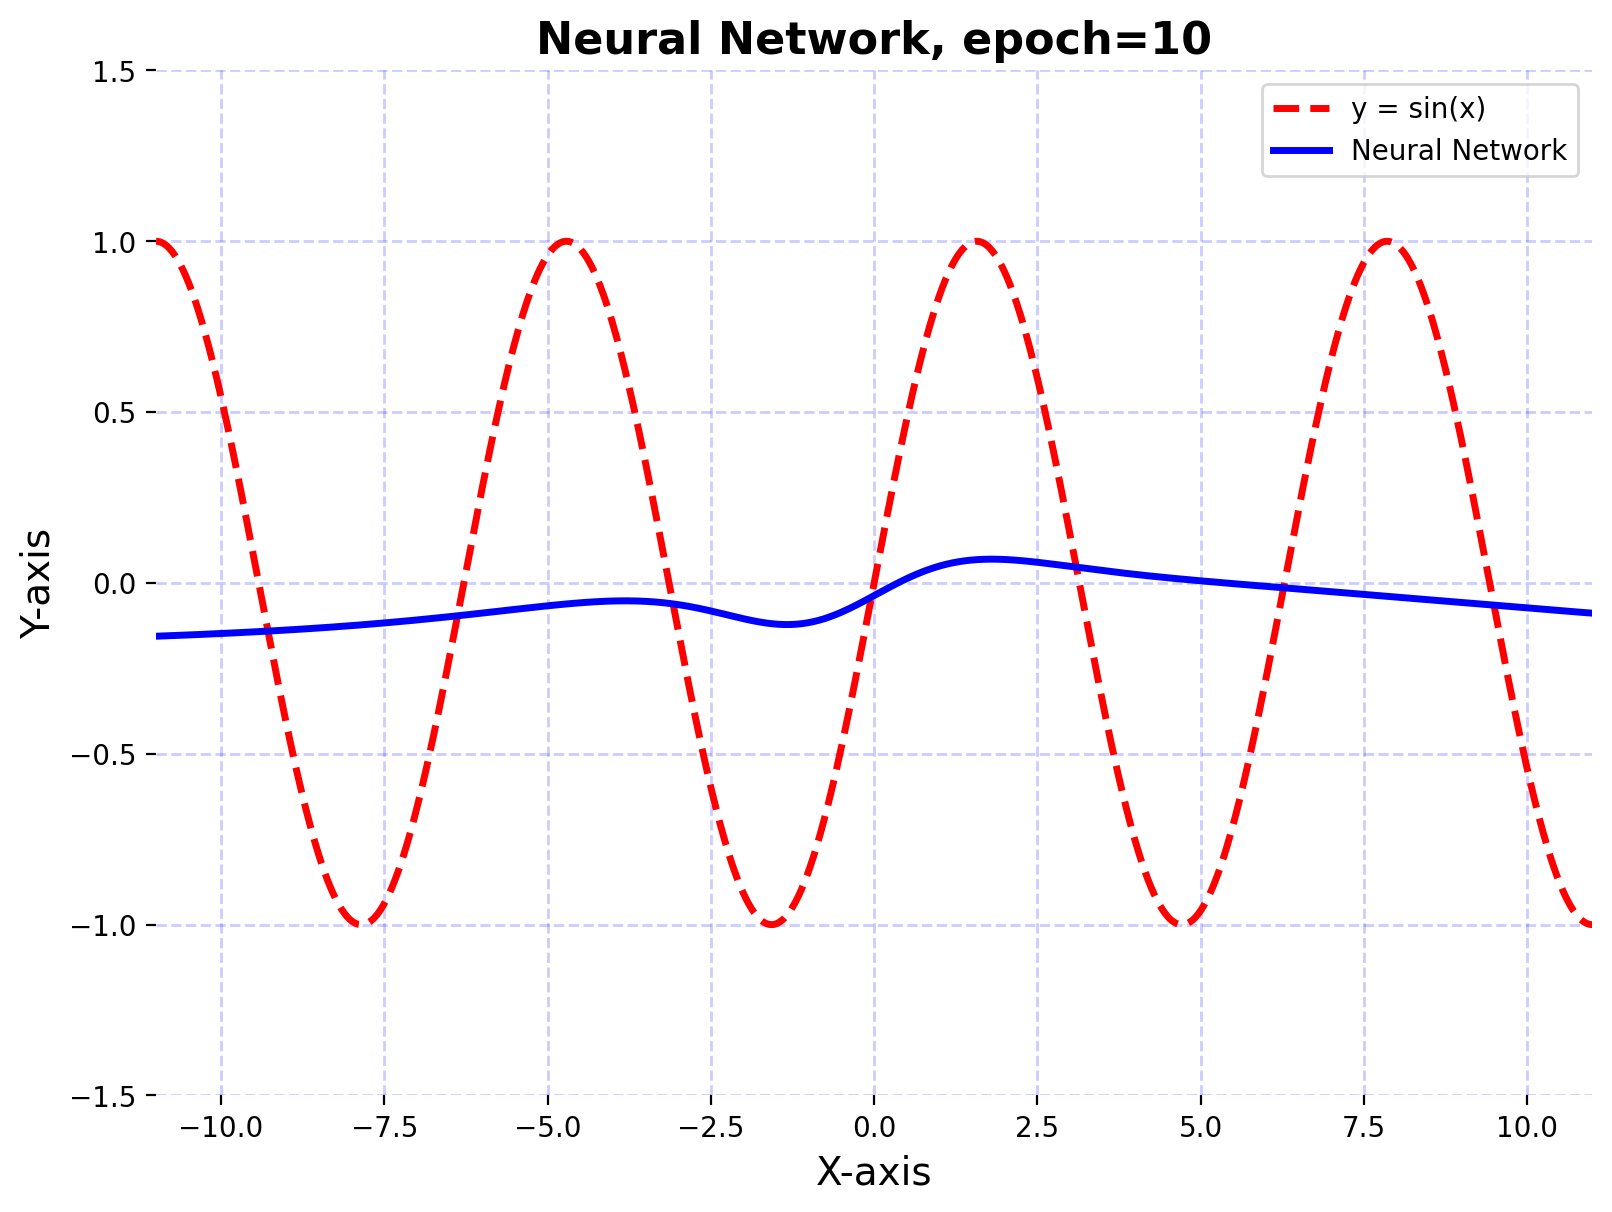 Neural Network, epoch=10
y = sin(x)
Neural Network
Y-axis
1.5
1.0
0.5
0.0
−0.5
−1.0
−1.5
−10.0 −7.5 −5.0 −2.5 0.0 2.5 5.0 7.5 10.0
X-axis